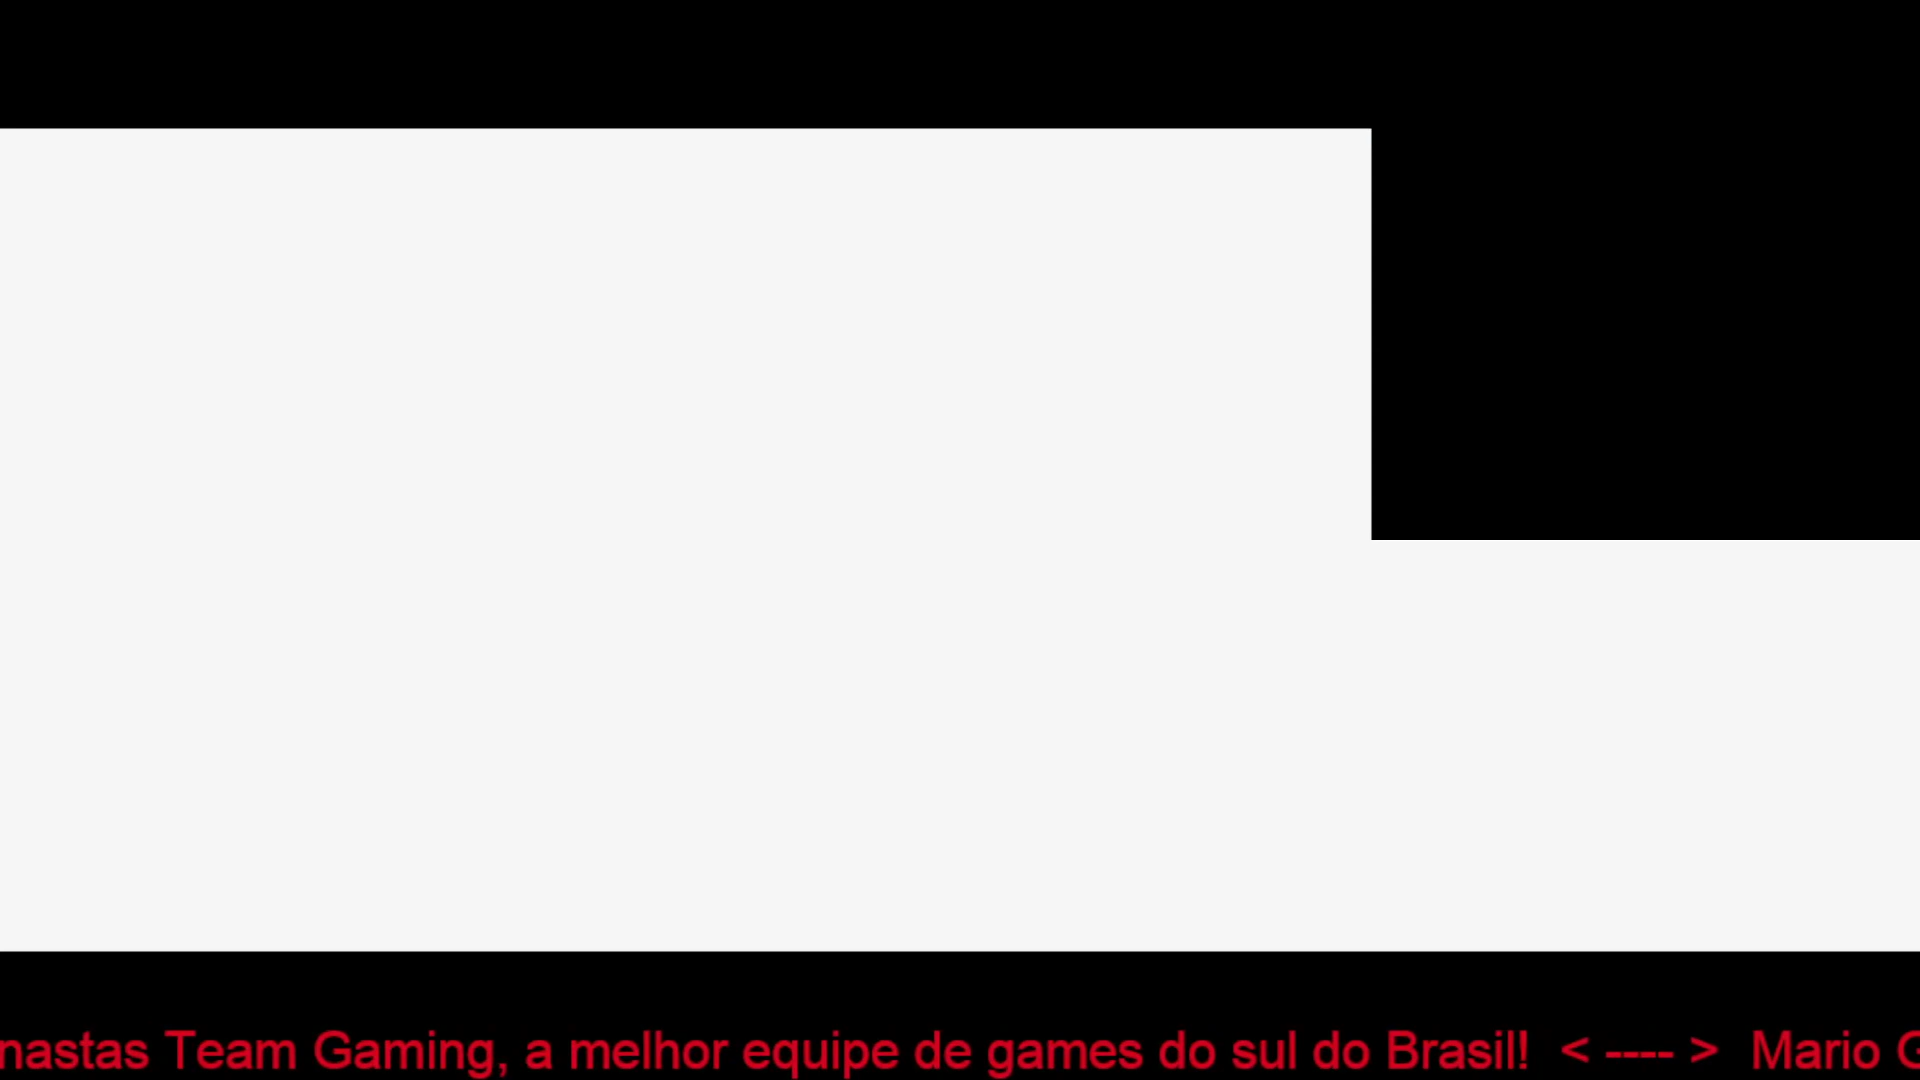 nastas Team Gaming, a melhor equipe de games do sul do Brasil! < ---- > Mario G